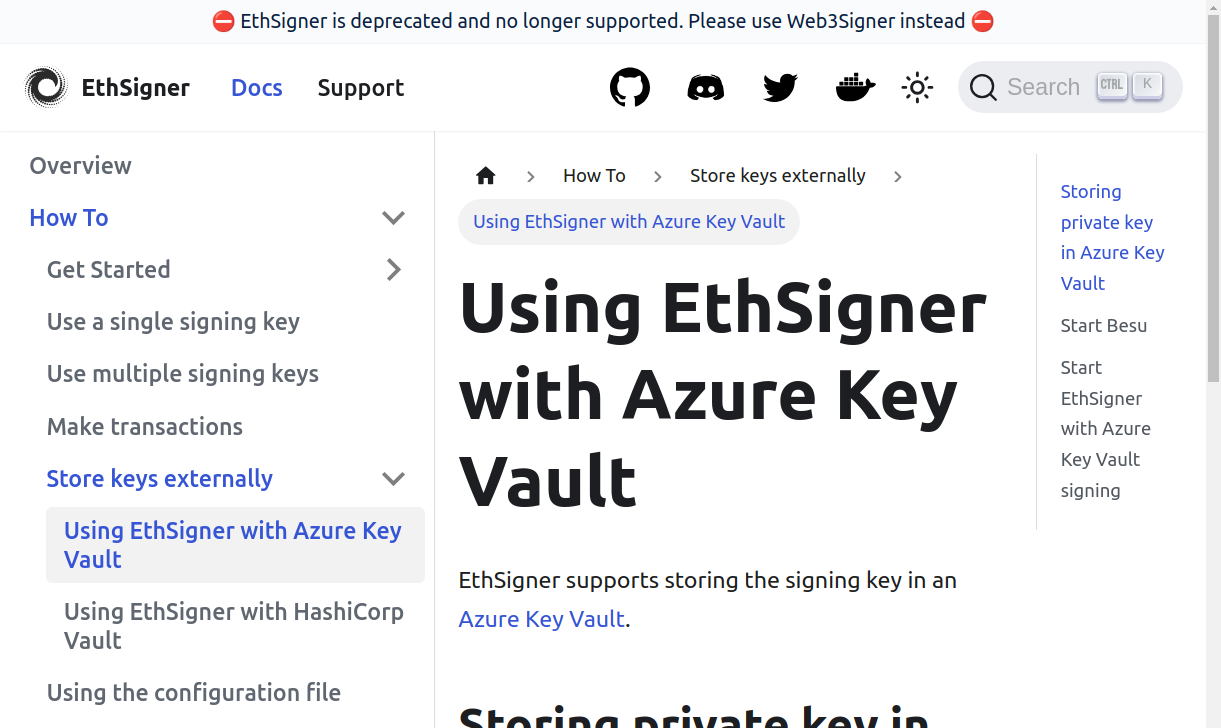 ⛔ EthSigner is deprecated and no longer supported. Please use Web3Signer instead ⛔
EthSigner
Docs
Support
Search
CTRL
K
Overview
How To
Get Started
Use a single signing key
Use multiple signing keys
Make transactions
Store keys externally
Using EthSigner with Azure Key
Vault
Using EthSigner with HashiCorp
Vault
Using the configuration file
How To
Store keys externally
Using EthSigner with Azure Key Vault
Using EthSigner
with Azure Key
Vault
EthSigner supports storing the signing key in an
Azure Key Vault.
Storing private key in
Storing
private key
in Azure Key
Vault
Start Besu
Start
EthSigner
with Azure
Key Vault
signing